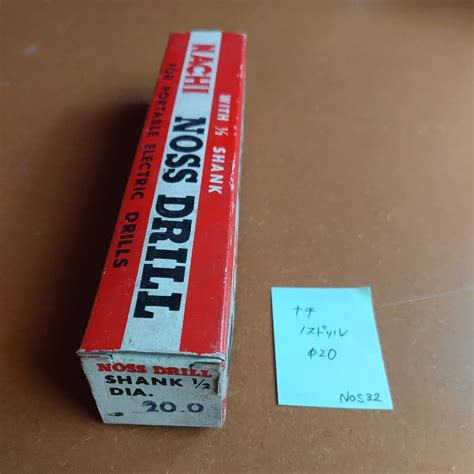 WITH ½ SHANK
KACHI NOSS DRILL
FOR PORTABLE ELECTRIC DRILLS
NOSS DRILL
SHANK ½
DIA.
20.0
ナチ
ノスドリル
φ20
NOS32